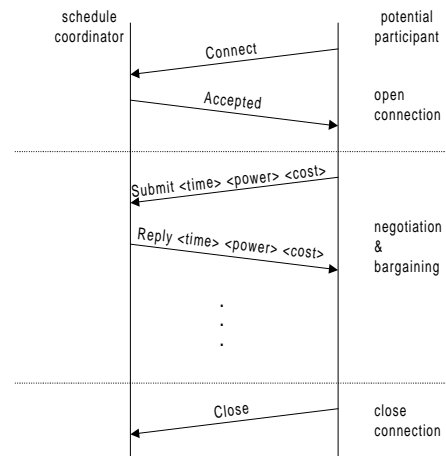 schedule
coordinator
potential
participant
Connect
Accepted
open
connection
Submit <time> <power> <cost>
Reply <time> <power> <cost>
negotiation
&
bargaining
.
.
.
Close
close
connection